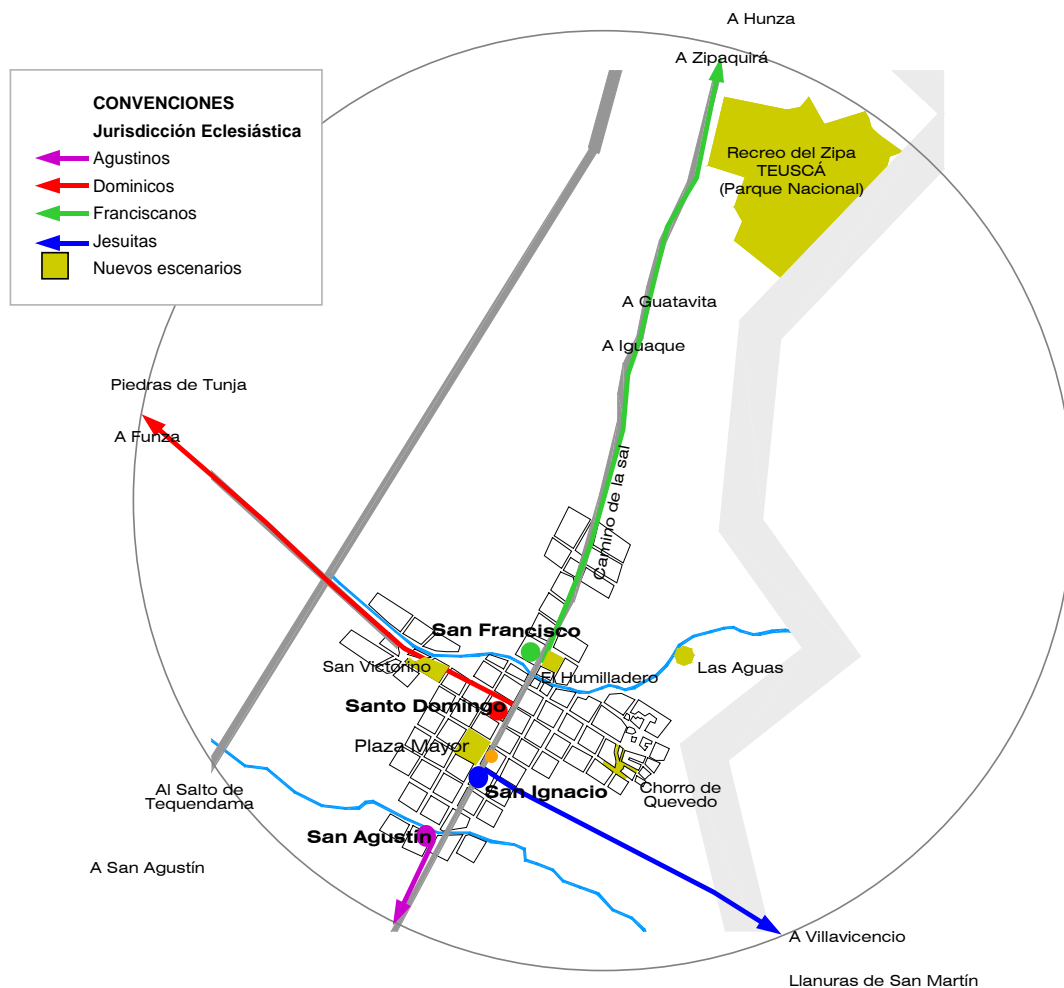 A Hunza
A Zipaquirá
CONVENCIONES
Jurisdicción Eclesiástica
Agustinos
Dominicos
Franciscanos
Jesuitas
Nuevos escenarios
Recreo del Zipa
TEUSCÁ
(Parque Nacional)
A Guatavita
A Iguaque
Piedras de Tunja
A Funza
Camino de la sal
San Francisco
San Victorino
El Humilladero
Las Aguas
Santo Domingo
Plaza Mayor
San Ignacio
Chorro de
Quevedo
Al Salto de
Tequendama
San Agustín
A San Agustín
A Villavicencio
Llanuras de San Martín